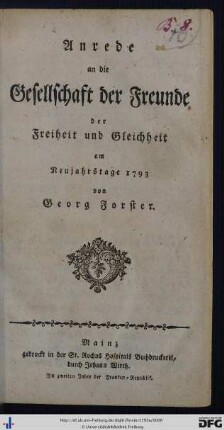 Anrede
an die
Gesellschaft der Freunde
der
Freiheit und Gleichheit
am
Neujahrstage 1793
von
Georg Forster.
Mainz
gedruckt in der St. Rochus Hospitals Buchdruckerei,
durch Johann Wirth.
Im zweiten Jahre der Franken-Republik.